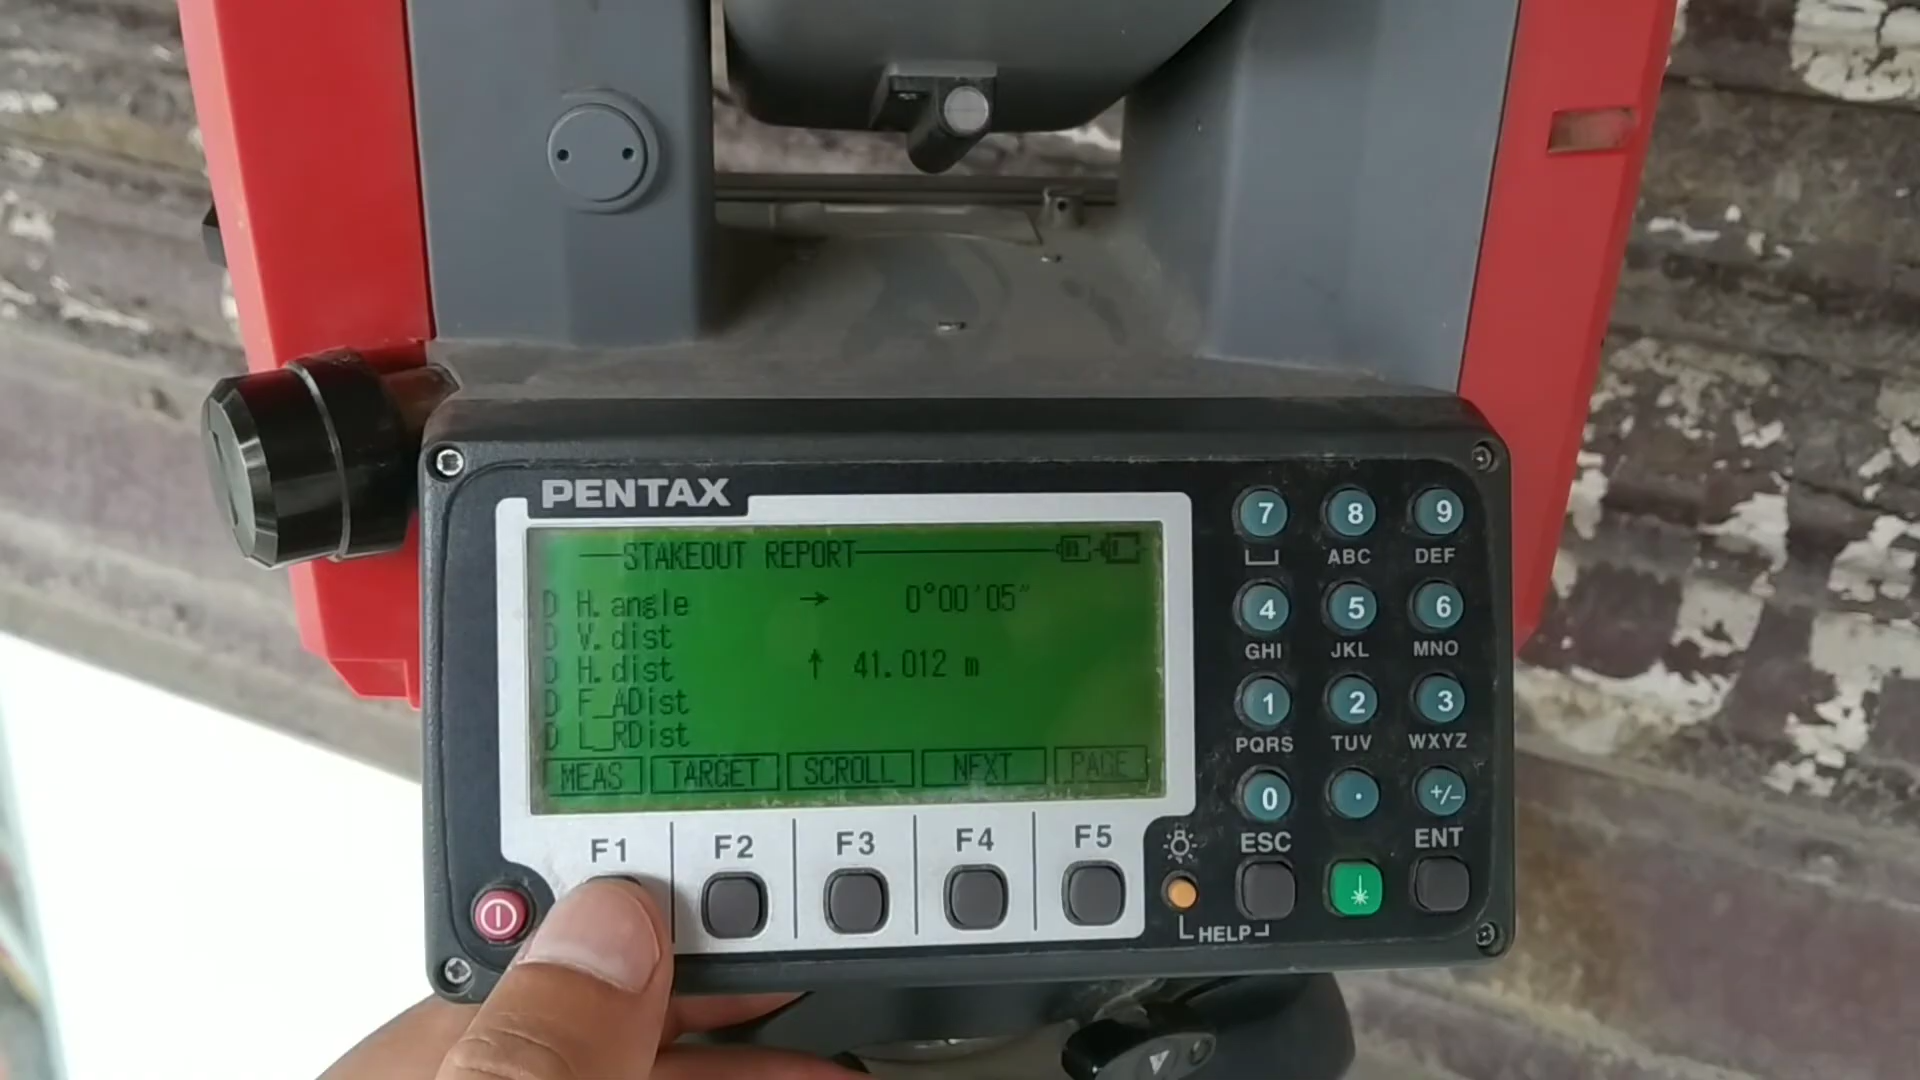 PENTAX
STAKEOUT REPORT
D H.angle → 0°00'05"
D V.dist
D H.dist ↑ 41.012 m
D F_ADist
D L_RDist
MEAS TARGET SCROLL NEXT PAGE
F1 F2 F3 F4 F5
7 8 9
ABC DEF
4 5 6
GHI JKL MNO
1 2 3
PQRS TUV WXYZ
0 . +/-
ESC ENT
HELP